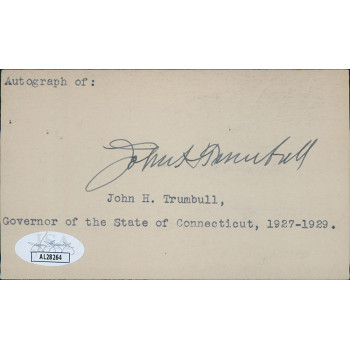 Autograph of:
John H Trumbull
John H. Trumbull,
Governor of the State of Connecticut, 1927-1929.
AL28264